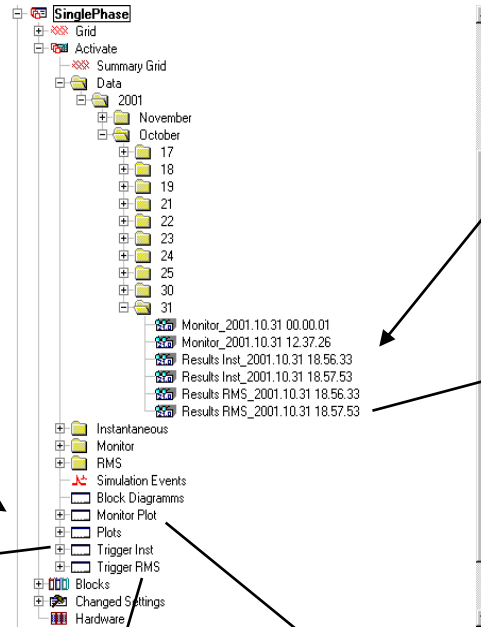 SinglePhase
Grid
Activate
Summary Grid
Data
2001
November
October
17
18
19
21
22
23
24
25
30
31
Monitor_2001.10.31 00.00.01
Monitor_2001.10.31 12.37.26
Results Inst_2001.10.31 18.56.33
Results Inst_2001.10.31 18.57.53
Results RMS_2001.10.31 18.56.33
Results RMS_2001.10.31 18.57.53
Instantaneous
Monitor
RMS
Simulation Events
Block Diagramms
Monitor Plot
Plots
Trigger Inst
Trigger RMS
Blocks
Changed Settings
Hardware